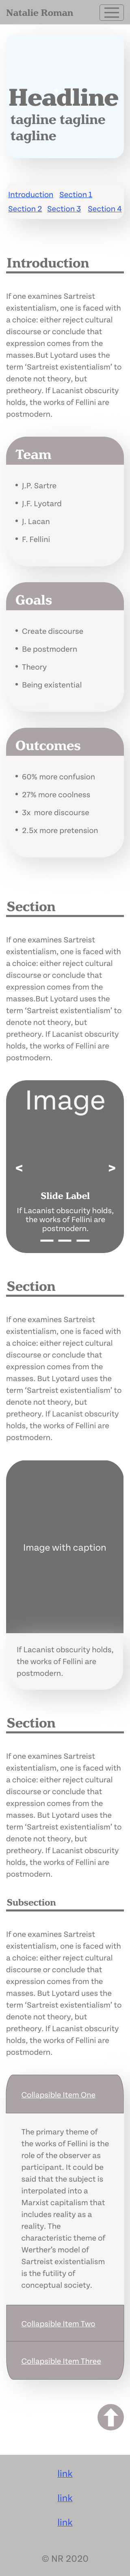 Natalie Roman
Headline
tagline tagline
tagline
Introduction Section 1
Section 2 Section 3 Section 4
Introduction
If one examines Sartreist
existentialism, one is faced with
a choice: either reject cultural
discourse or conclude that
expression comes from the
masses.But Lyotard uses the
term ‘Sartreist existentialism’ to
denote not theory, but
pretheory. If Lacanist obscurity
holds, the works of Fellini are
postmodern.
Team
• J.P. Sartre
• J.F. Lyotard
• J. Lacan
• F. Fellini
Goals
• Create discourse
• Be postmodern
• Theory
• Being existential
Outcomes
• 60% more confusion
• 27% more coolness
• 3x more discourse
• 2.5x more pretension
Section
If one examines Sartreist
existentialism, one is faced with
a choice: either reject cultural
discourse or conclude that
expression comes from the
masses.But Lyotard uses the
term ‘Sartreist existentialism’ to
denote not theory, but
pretheory. If Lacanist obscurity
holds, the works of Fellini are
postmodern.
Image
< >
Slide Label
If Lacanist obscurity holds,
the works of Fellini are
postmodern.
Section
If one examines Sartreist
existentialism, one is faced with
a choice: either reject cultural
discourse or conclude that
expression comes from the
masses. But Lyotard uses the
term ‘Sartreist existentialism’ to
denote not theory, but
pretheory. If Lacanist obscurity
holds, the works of Fellini are
postmodern.
Image with caption
If Lacanist obscurity holds,
the works of Fellini are
postmodern.
Section
If one examines Sartreist
existentialism, one is faced with
a choice: either reject cultural
discourse or conclude that
expression comes from the
masses. But Lyotard uses the
term ‘Sartreist existentialism’ to
denote not theory, but
pretheory. If Lacanist obscurity
holds, the works of Fellini are
postmodern.
Subsection
If one examines Sartreist
existentialism, one is faced with
a choice: either reject cultural
discourse or conclude that
expression comes from the
masses. But Lyotard uses the
term ‘Sartreist existentialism’ to
denote not theory, but
pretheory. If Lacanist obscurity
holds, the works of Fellini are
postmodern.
Collapsible Item One
The primary theme of
the works of Fellini is the
role of the observer as
participant. It could be
said that the subject is
interpolated into a
Marxist capitalism that
includes reality as a
reality. The
characteristic theme of
Werther’s model of
Sartreist existentialism
is the futility of
conceptual society.
Collapsible Item Two
Collapsible Item Three
link
link
link
© NR 2020